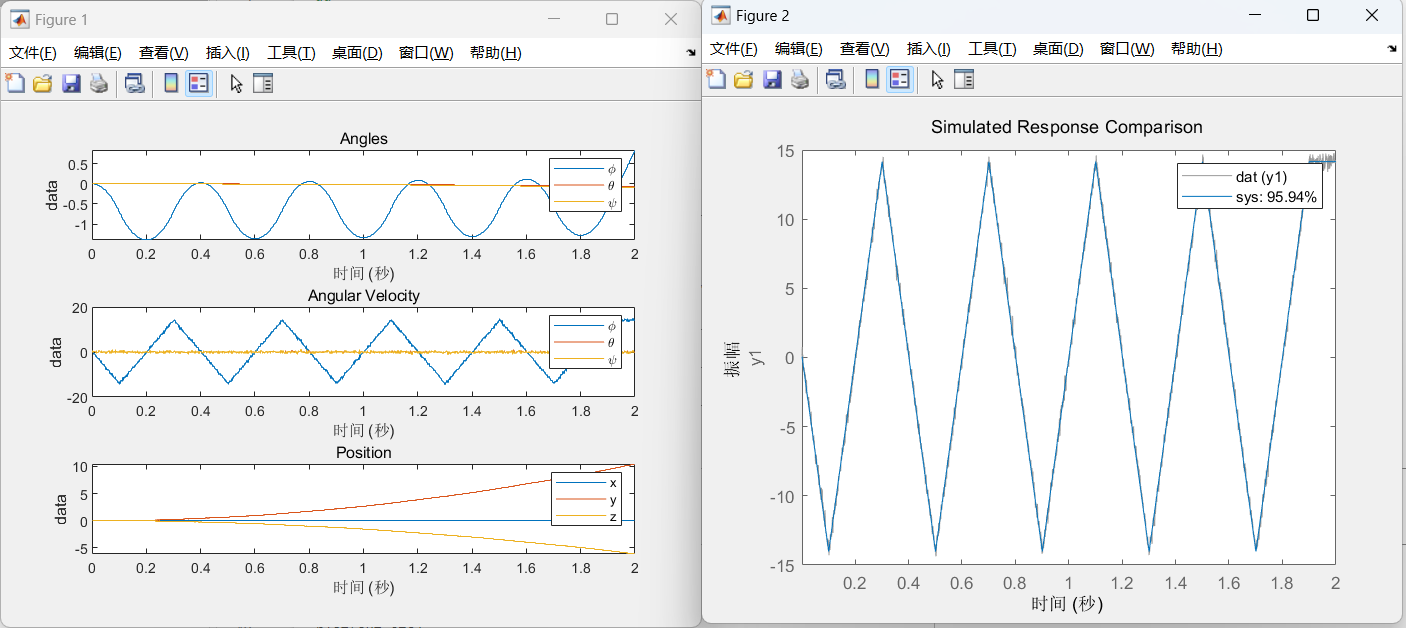 Figure 1
文件(F) 编辑(E) 查看(V) 插入(I) 工具(T) 桌面(D) 窗口(W) 帮助(H)
Angles
data
0.5
0
-0.5
-1
ϕ
θ
ψ
0 0.2 0.4 0.6 0.8 1 1.2 1.4 1.6 1.8 2
时间 (秒)
Angular Velocity
data
20
0
-20
ϕ
θ
ψ
0 0.2 0.4 0.6 0.8 1 1.2 1.4 1.6 1.8 2
时间 (秒)
Position
data
10
5
0
-5
x
y
z
0 0.2 0.4 0.6 0.8 1 1.2 1.4 1.6 1.8 2
时间 (秒)
Figure 2
文件(F) 编辑(E) 查看(V) 插入(I) 工具(T) 桌面(D) 窗口(W) 帮助(H)
Simulated Response Comparison
振幅
y1
15
10
5
0
-5
-10
-15
dat (y1)
sys: 95.94%
0.2 0.4 0.6 0.8 1 1.2 1.4 1.6 1.8 2
时间 (秒)